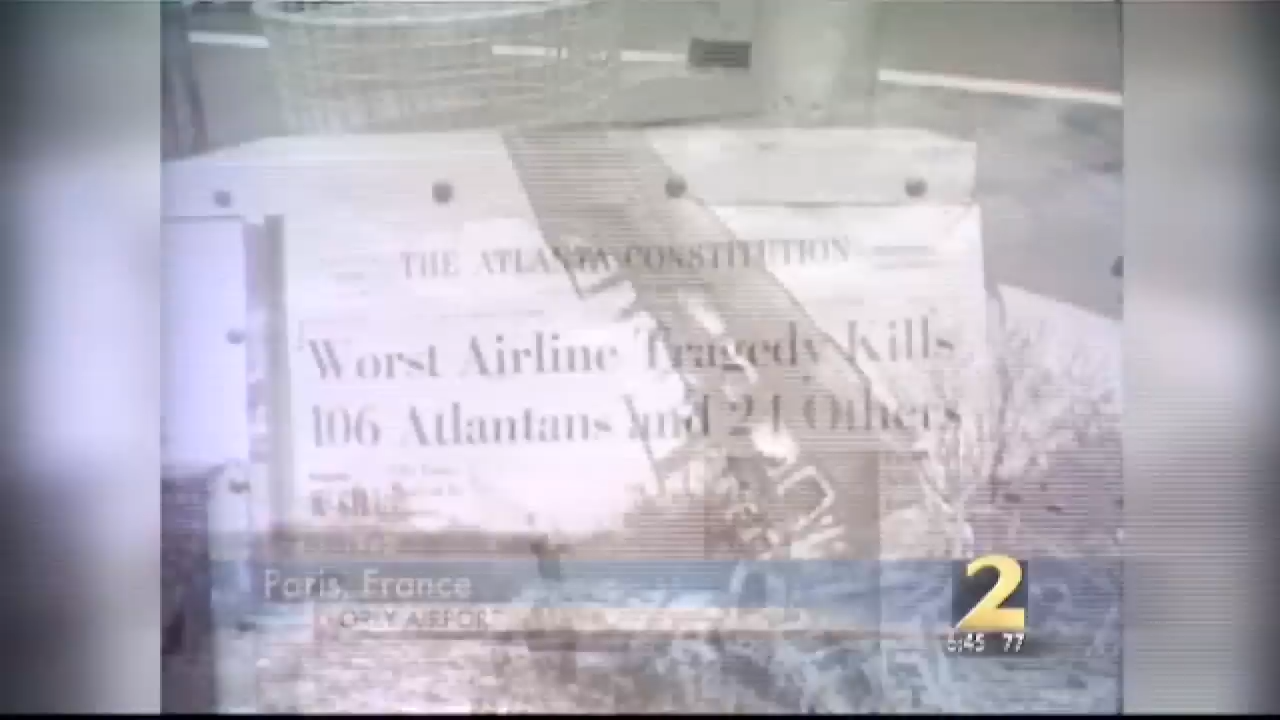 THE ATLANTA CONSTITUTION
Worst Airline Tragedy Kills
106 Atlantans And 24 Others
Paris, France
ORLY AIRPORT
2
6:45 77